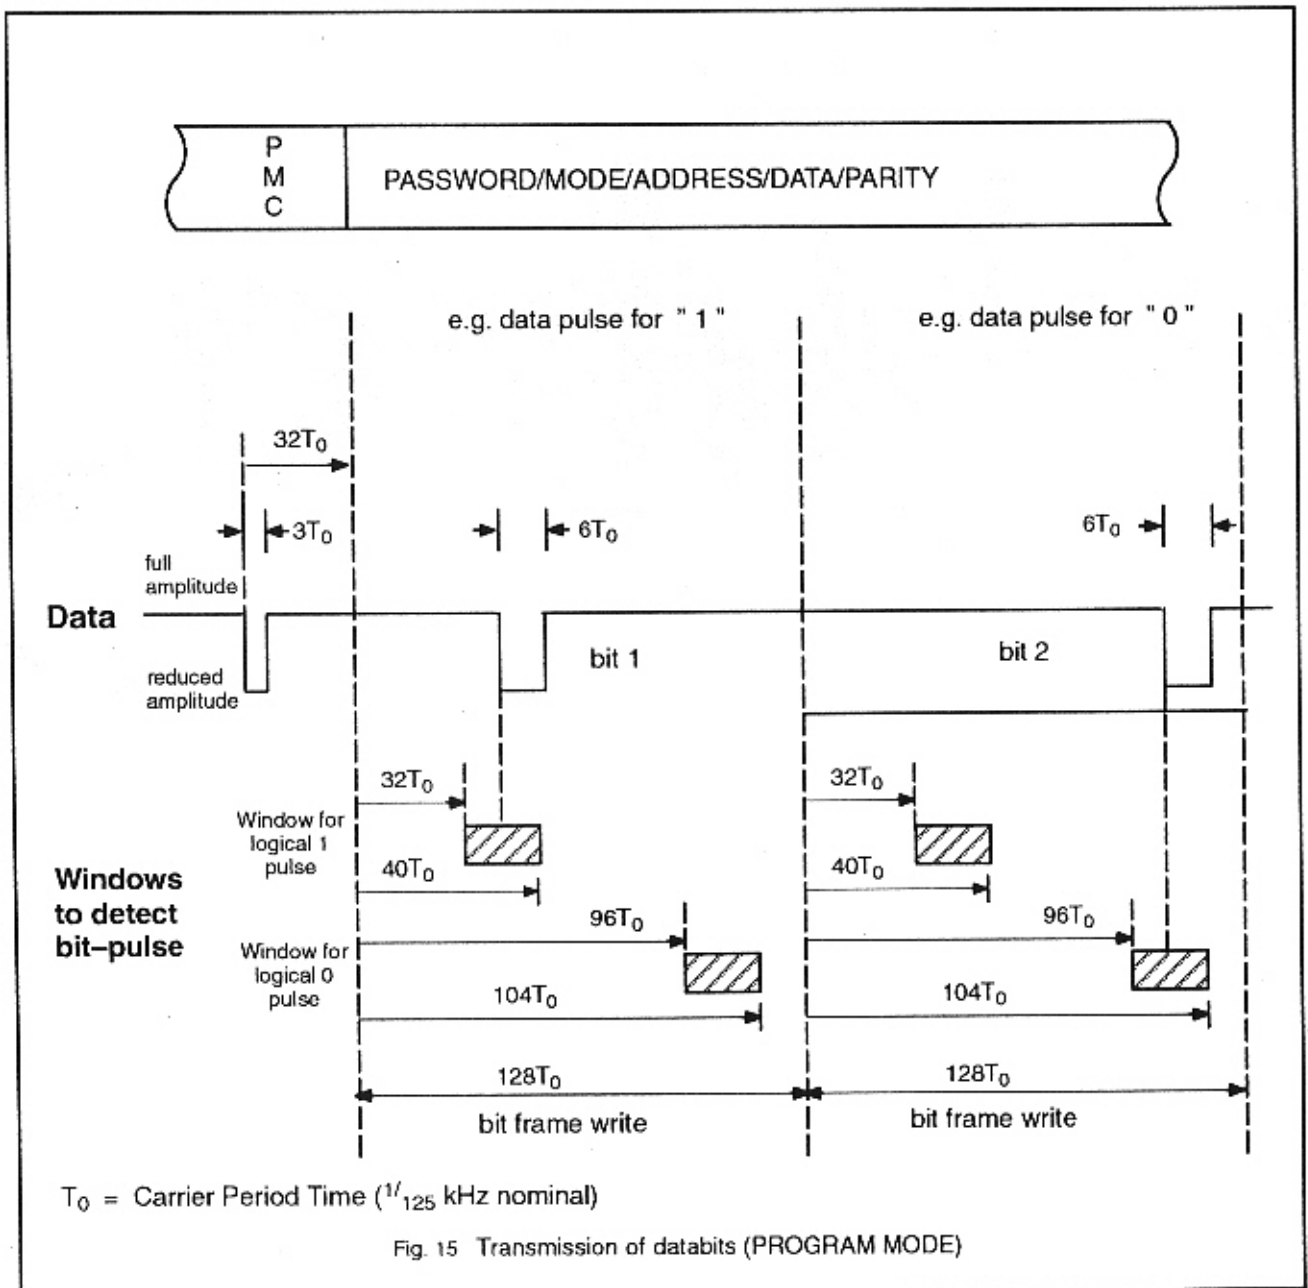 P
M
C
PASSWORD/MODE/ADDRESS/DATA/PARITY
e.g. data pulse for " 1 "
e.g. data pulse for " 0 "
32T0
3T0
6T0
6T0
full
amplitude
Data
bit 1
bit 2
reduced
amplitude
32T0
32T0
Window for
logical 1
pulse
40T0
40T0
Windows
to detect
bit–pulse
96T0
96T0
Window for
logical 0
pulse
104T0
104T0
128T0
128T0
bit frame write
bit frame write
T0 = Carrier Period Time (1/125 kHz nominal)
Fig. 15 Transmission of databits (PROGRAM MODE)